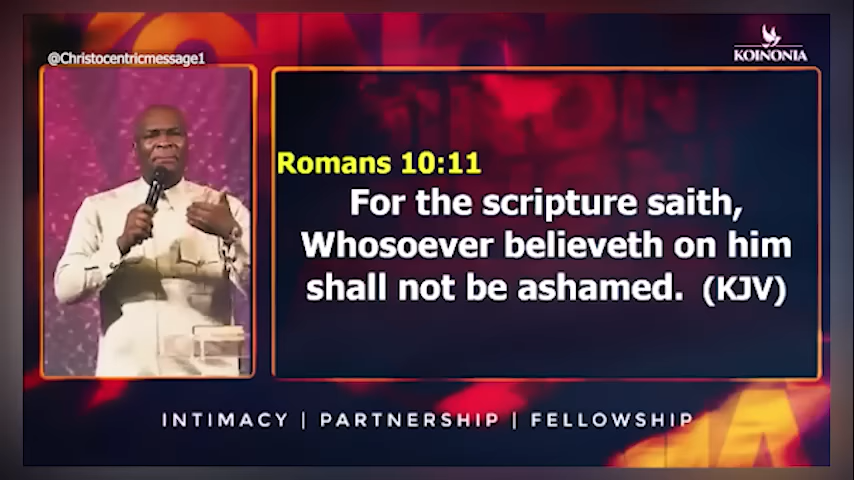 @Christocentricmessage1
KOINONIA
Romans 10:11
For the scripture saith,
Whosoever believeth on him
shall not be ashamed. (KJV)
INTIMACY | PARTNERSHIP | FELLOWSHIP